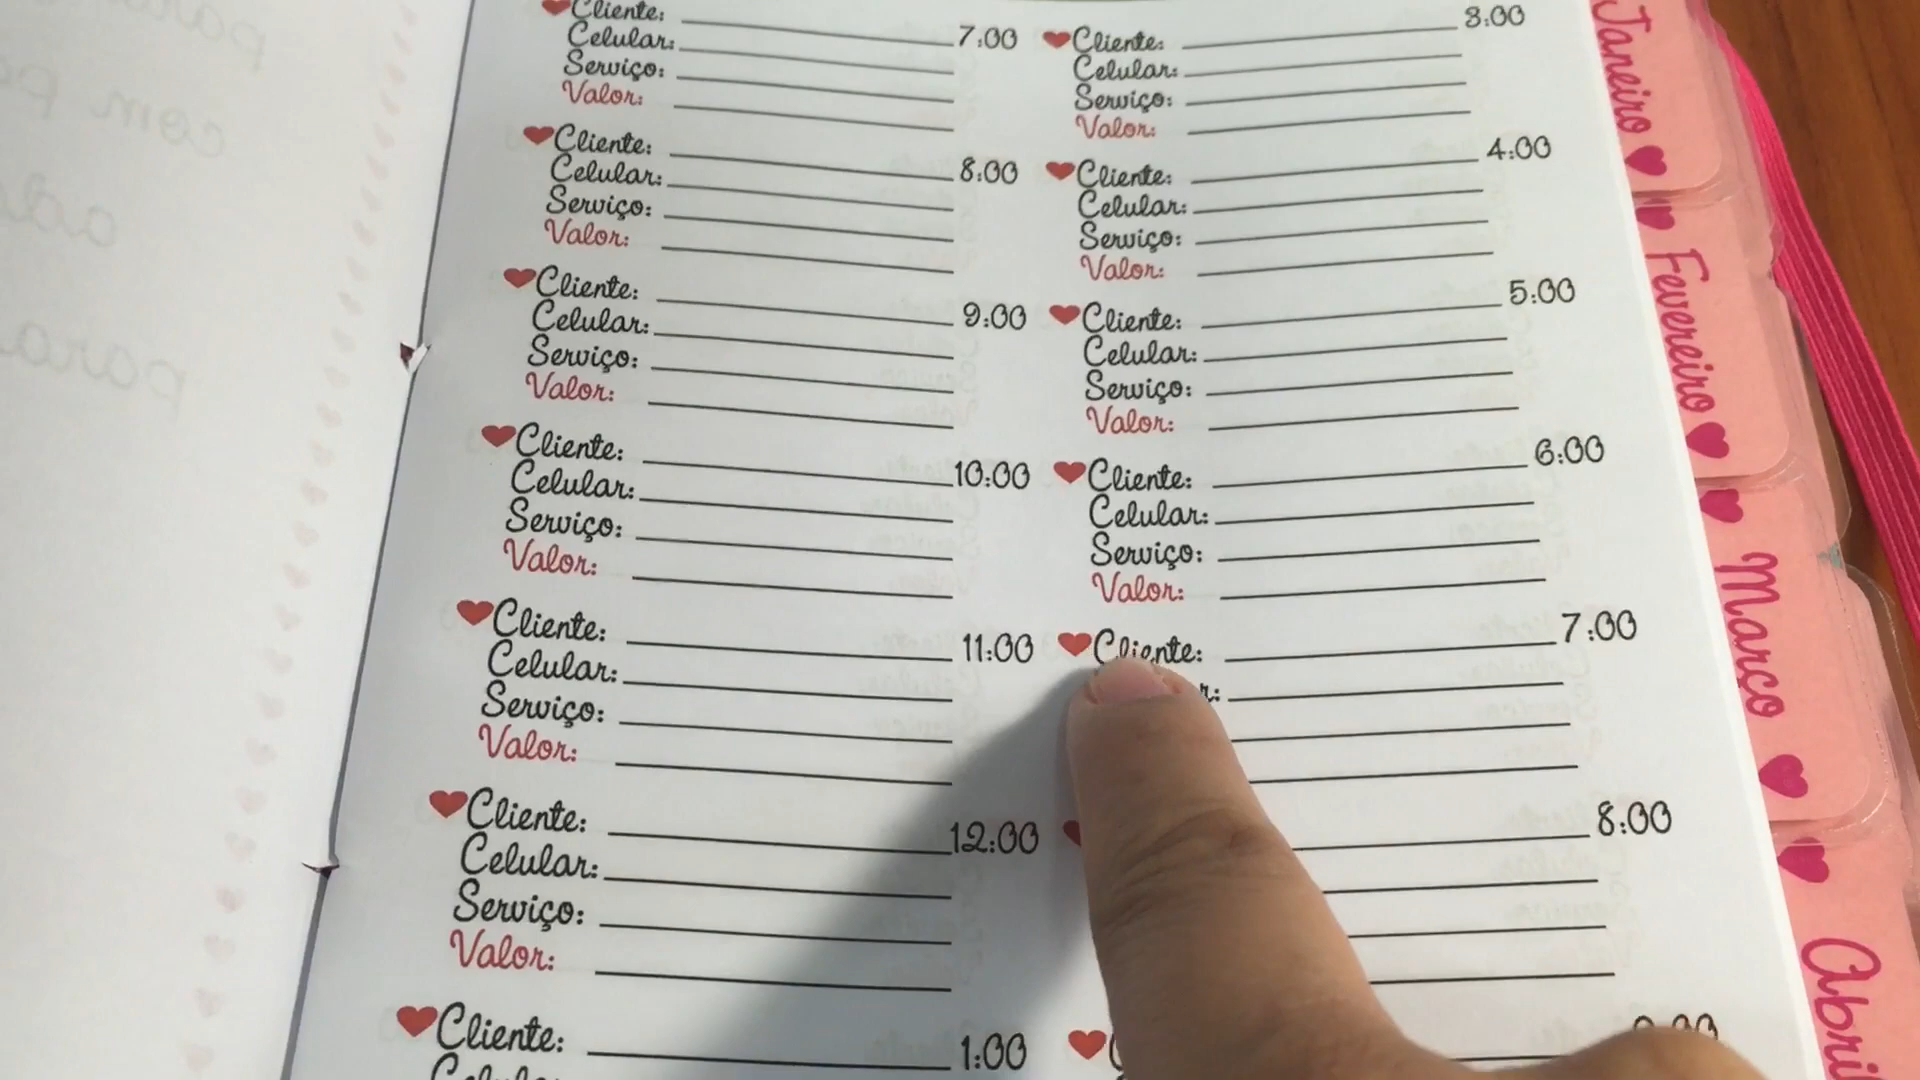 Cliente: 7:00
Celular:
Serviço:
Valor:
Cliente: 8:00
Celular:
Serviço:
Valor:
Cliente: 9:00
Celular:
Serviço:
Valor:
Cliente: 10:00
Celular:
Serviço:
Valor:
Cliente: 11:00
Celular:
Serviço:
Valor:
Cliente: 12:00
Celular:
Serviço:
Valor:
Cliente: 1:00
Celular:
Cliente: 3:00
Celular:
Serviço:
Valor:
Cliente: 4:00
Celular:
Serviço:
Valor:
Cliente: 5:00
Celular:
Serviço:
Valor:
Cliente: 6:00
Celular:
Serviço:
Valor:
Cliente: 7:00
8:00
Janeiro
Fevereiro
Março
Abril